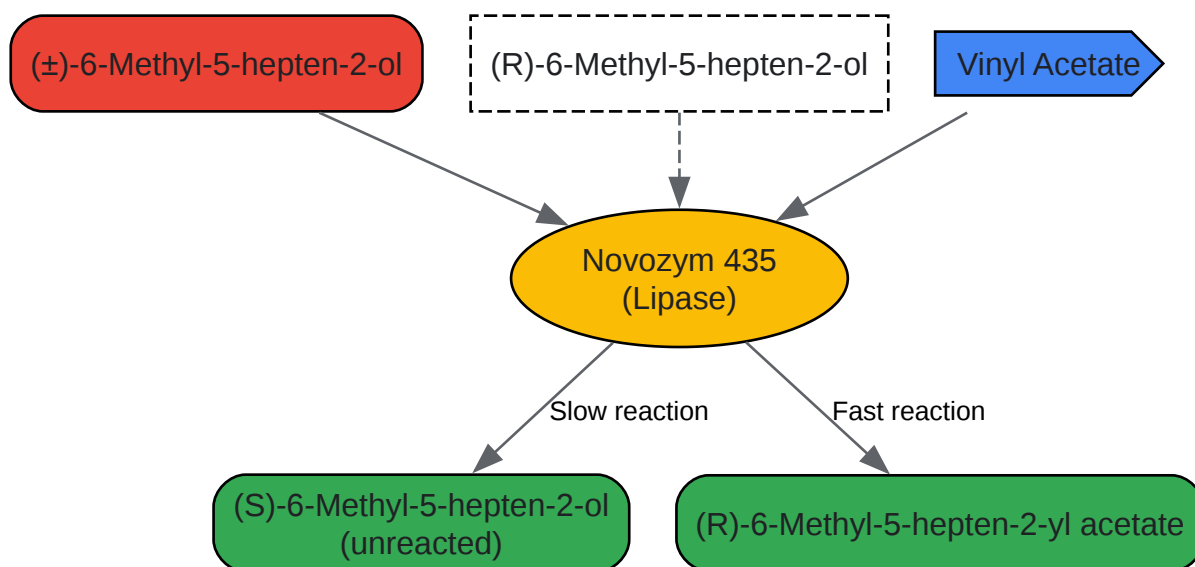 (±)-6-Methyl-5-hepten-2-ol
(R)-6-Methyl-5-hepten-2-ol
Vinyl Acetate
Novozym 435
(Lipase)
Slow reaction
Fast reaction
(S)-6-Methyl-5-hepten-2-ol
(unreacted)
(R)-6-Methyl-5-hepten-2-yl acetate